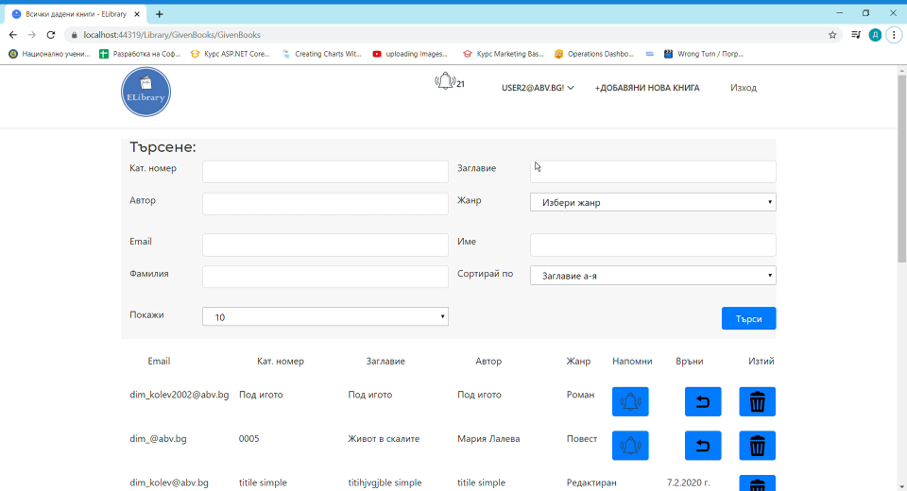 Всички дадени книги - ELibrary
localhost:44319/Library/GivenBooks/GivenBooks
Д
Национално учени... Разработка на Соф... Курс ASP.NET Core... Creating Charts Wit... uploading Images... Курс Marketing Bas... Operations Dashbo... Wrong Turn / Погр...
ELibrary
21
USER2@ABV.BG! +ДОБАВЯНИ НОВА КНИГА Изход
Търсене:
Кат. номер Заглавие
Автор Жанр Избери жанр
Email Име
Фамилия Сортирай по Заглавие а-я
Покажи 10 Търси
Email Кат. номер Заглавие Автор Жанр Напомни Върни Изтий
dim_kolev2002@abv.bg Под игото Под игото Под игото Роман
dim_@abv.bg 0005 Живот в скалите Мария Лалева Повест
dim_kolev@abv.bg titile simple titihjvgjble simple titile simple Редактиран 7.2.2020 г.